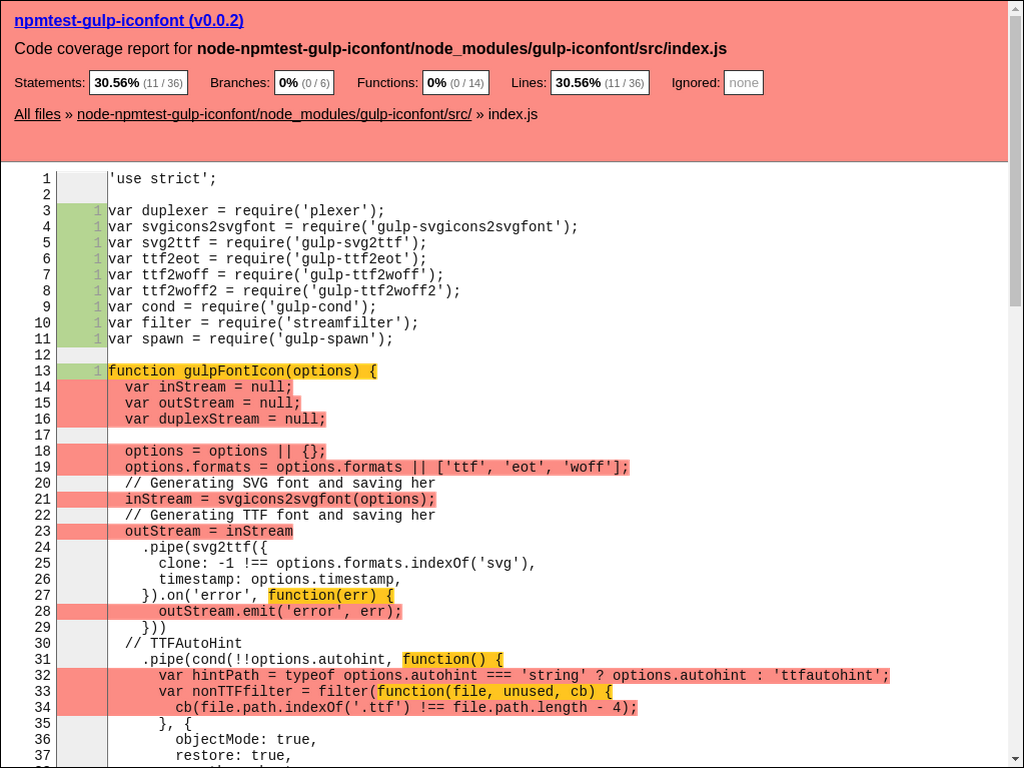 npmtest-gulp-iconfont (v0.0.2)
Code coverage report for node-npmtest-gulp-iconfont/node_modules/gulp-iconfont/src/index.js
Statements: 30.56% (11 / 36) Branches: 0% (0 / 6) Functions: 0% (0 / 14) Lines: 30.56% (11 / 36) Ignored: none
All files » node-npmtest-gulp-iconfont/node_modules/gulp-iconfont/src/ » index.js
1 'use strict';
2
3 1 var duplexer = require('plexer');
4 1 var svgicons2svgfont = require('gulp-svgicons2svgfont');
5 1 var svg2ttf = require('gulp-svg2ttf');
6 1 var ttf2eot = require('gulp-ttf2eot');
7 1 var ttf2woff = require('gulp-ttf2woff');
8 1 var ttf2woff2 = require('gulp-ttf2woff2');
9 1 var cond = require('gulp-cond');
10 1 var filter = require('streamfilter');
11 1 var spawn = require('gulp-spawn');
12
13 1 function gulpFontIcon(options) {
14 var inStream = null;
15 var outStream = null;
16 var duplexStream = null;
17
18 options = options || {};
19 options.formats = options.formats || ['ttf', 'eot', 'woff'];
20 // Generating SVG font and saving her
21 inStream = svgicons2svgfont(options);
22 // Generating TTF font and saving her
23 outStream = inStream
24 .pipe(svg2ttf({
25 clone: -1 !== options.formats.indexOf('svg'),
26 timestamp: options.timestamp,
27 }).on('error', function(err) {
28 outStream.emit('error', err);
29 }))
30 // TTFAutoHint
31 .pipe(cond(!!options.autohint, function() {
32 var hintPath = typeof options.autohint === 'string' ? options.autohint : 'ttfautohint';
33 var nonTTFfilter = filter(function(file, unused, cb) {
34 cb(file.path.indexOf('.ttf') !== file.path.length - 4);
35 }, {
36 objectMode: true,
37 restore: true,